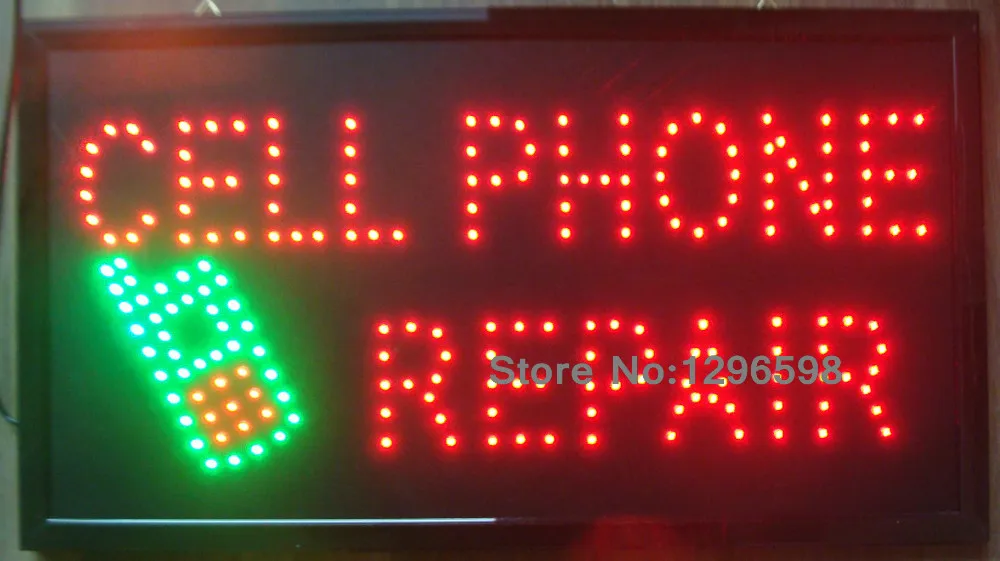 CELL PHONE
REPAIR
Store No:1296598